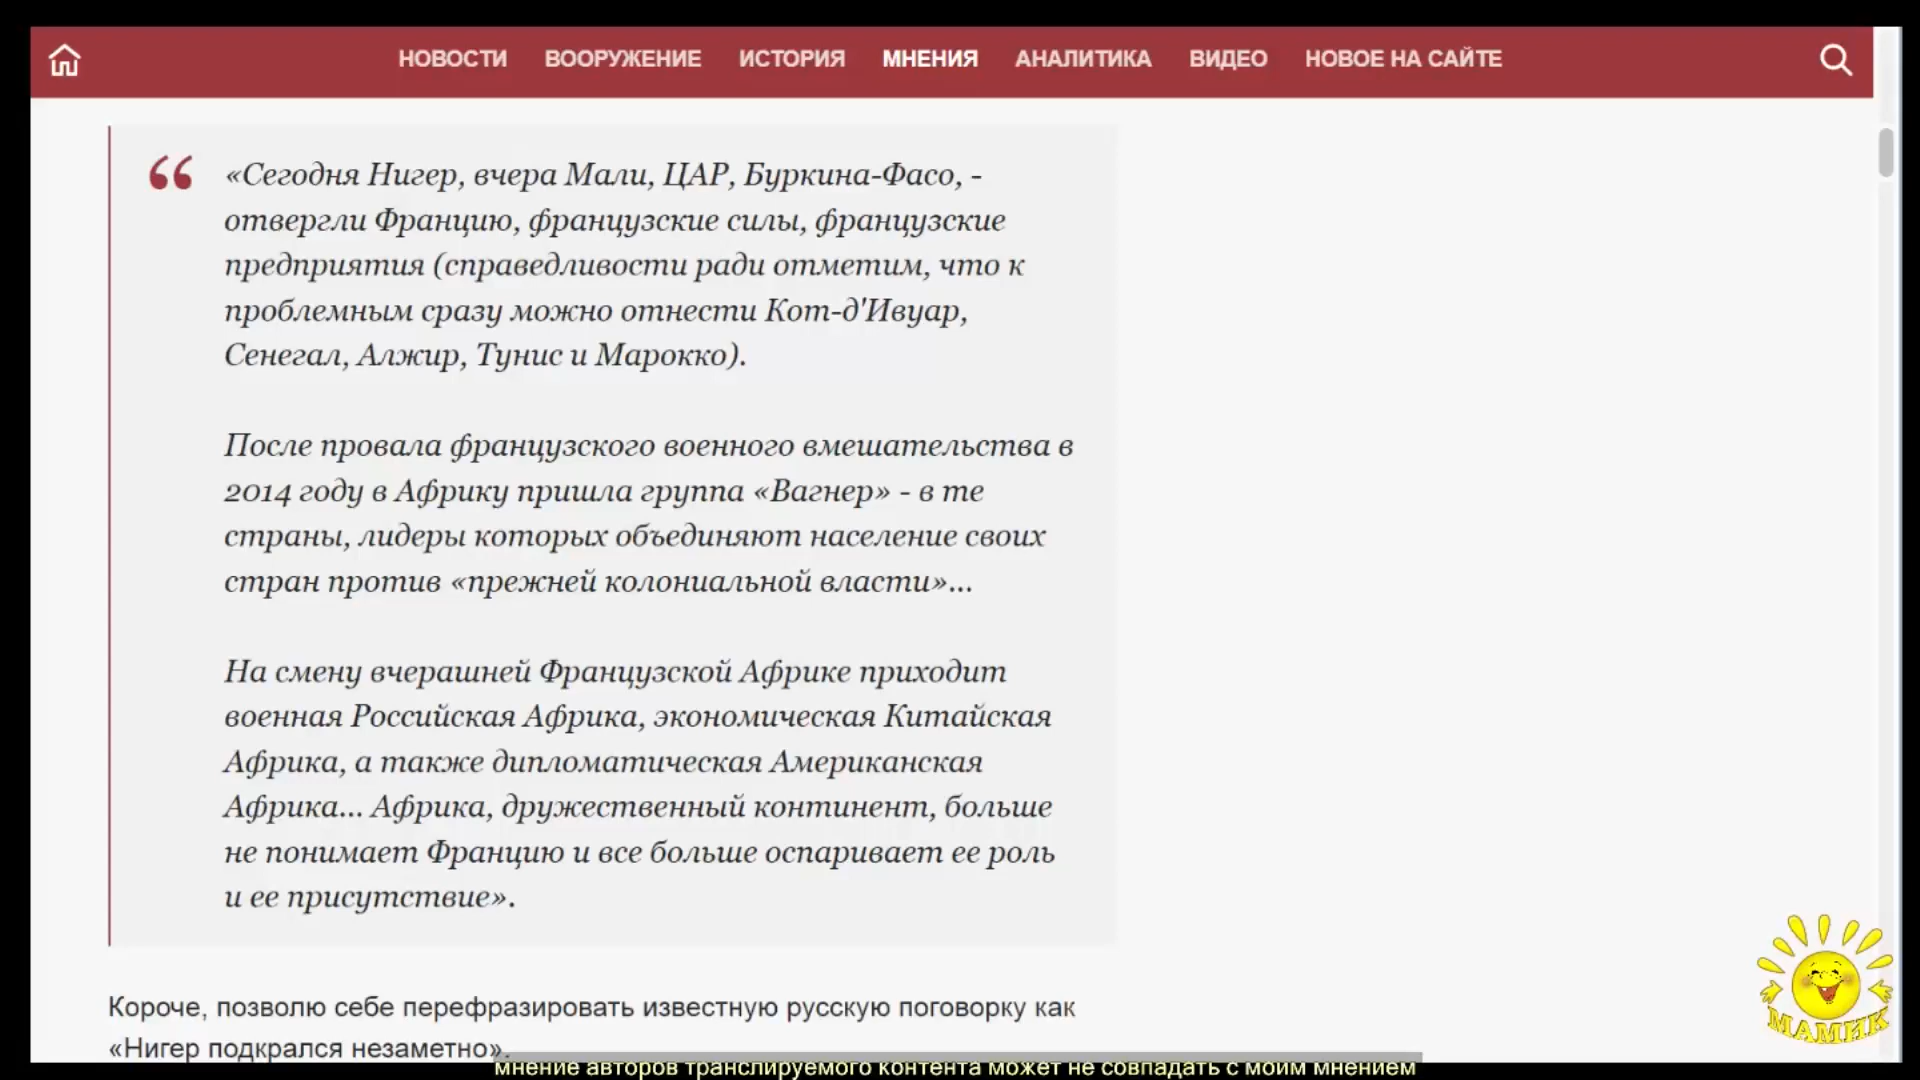 НОВОСТИ ВООРУЖЕНИЕ ИСТОРИЯ МНЕНИЯ АНАЛИТИКА ВИДЕО НОВОЕ НА САЙТЕ
«Сегодня Нигер, вчера Мали, ЦАР, Буркина-Фасо, -
отвергли Францию, французские силы, французские
предприятия (справедливости ради отметим, что к
проблемным сразу можно отнести Кот-д'Ивуар,
Сенегал, Алжир, Тунис и Марокко).
После провала французского военного вмешательства в
2014 году в Африку пришла группа «Вагнер» - в те
страны, лидеры которых объединяют население своих
стран против «прежней колониальной власти»...
На смену вчерашней Французской Африке приходит
военная Российская Африка, экономическая Китайская
Африка, а также дипломатическая Американская
Африка... Африка, дружественный континент, больше
не понимает Францию и все больше оспаривает ее роль
и ее присутствие».
Короче, позволю себе перефразировать известную русскую поговорку как
«Нигер подкрался незаметно».
МАМИК
мнение авторов транслируемого контента может не совпадать с моим мнением